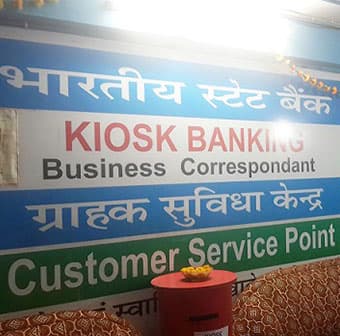 भारतीय स्टेट बैंक
KIOSK BANKING
Business Correspondant
ग्राहक सुविधा केन्द्र
Customer Service Point